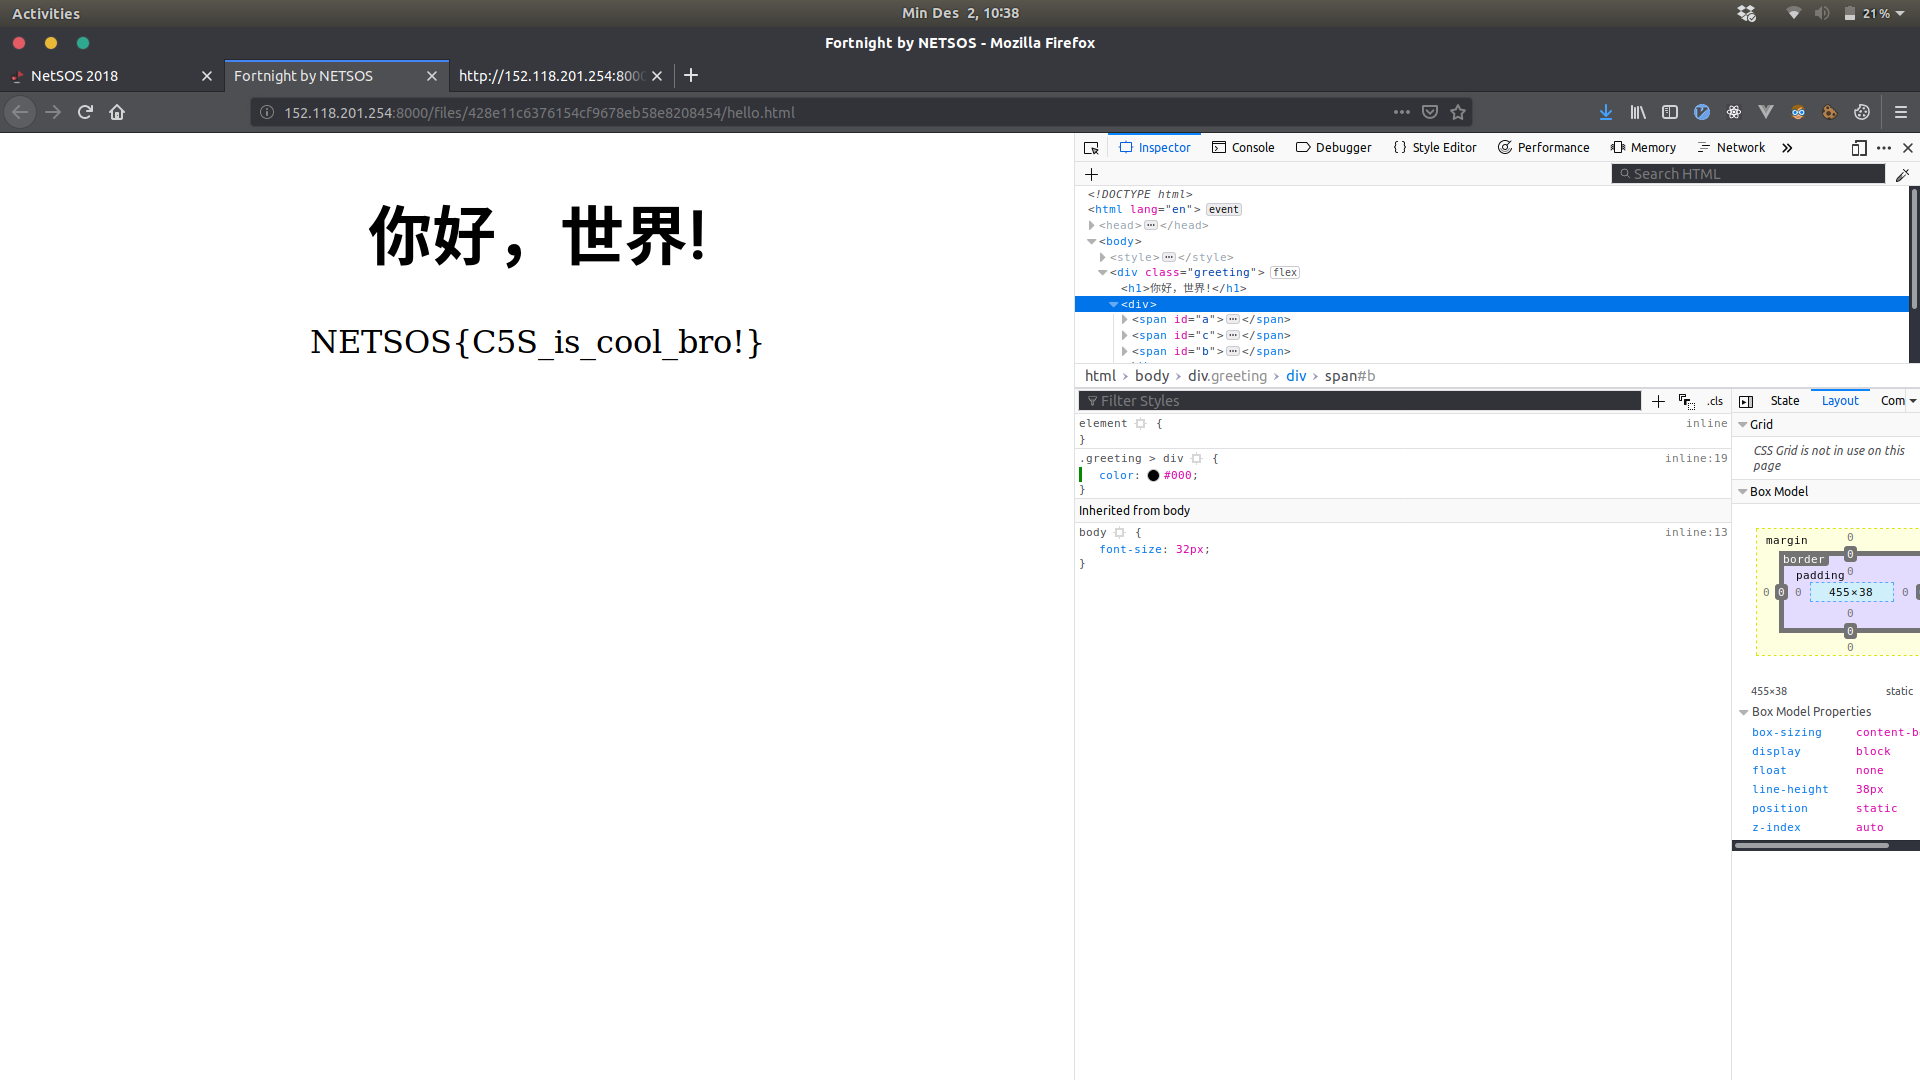 Activities
Min Des 2, 10:38
21 %
Fortnight by NETSOS - Mozilla Firefox
NetSOS 2018
Fortnight by NETSOS
http://152.118.201.254:8000
152.118.201.254:8000/files/428e11c6376154cf9678eb58e8208454/hello.html
你好，世界!
NETSOS{C5S_is_cool_bro!}
Inspector
Console
Debugger
{ } Style Editor
Performance
Memory
Network
Search HTML
<!DOCTYPE html>
<html lang="en"> event
<head>…</head>
<body>
<style>…</style>
<div class="greeting"> flex
<h1>你好，世界!</h1>
<div>
<span id="a">…</span>
<span id="c">…</span>
<span id="b">…</span>
html › body › div.greeting › div › span#b
Filter Styles
.cls
element { inline
}
.greeting > div { inline:19
color: #000;
}
Inherited from body
body { inline:13
font-size: 32px;
}
State
Layout
Com
Grid
CSS Grid is not in use on this
page
Box Model
margin 0
border 0
padding 0
0 0 0 455×38 0
0
0
0
455×38 static
Box Model Properties
box-sizing content-b
display block
float none
line-height 38px
position static
z-index auto